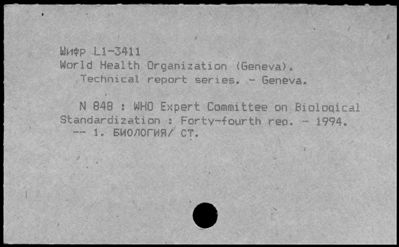 Шифр L1-3411
World Health Organization (Geneva).
Technical report series. - Geneva.
N 848 : WHO Expert Committee on Biological
Standardization : Forty-fourth rep. - 1994.
-- 1. БИОЛОГИЯ/ СТ.